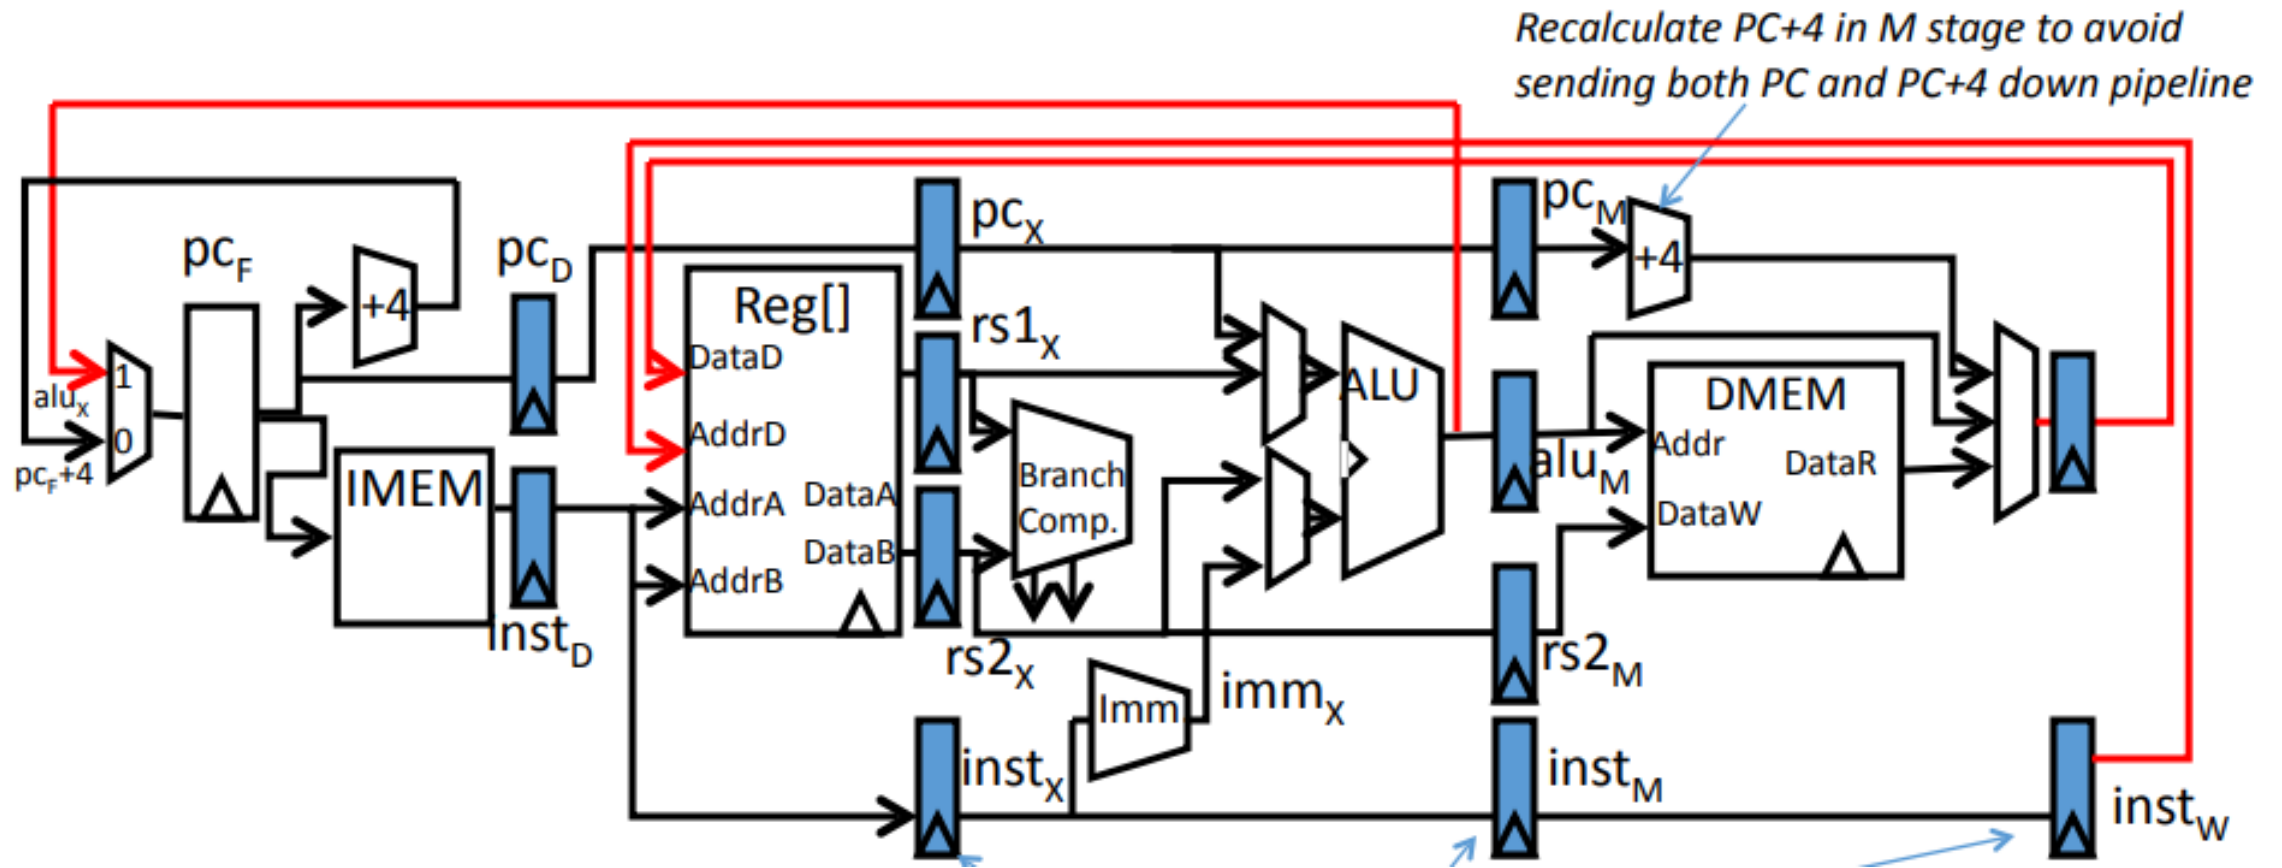 Recalculate PC+4 in M stage to avoid
sending both PC and PC+4 down pipeline
pcF
pcD
pcX
pcM
+4
+4
Reg[]
rs1X
DataD
1
aluX
ALU
DMEM
AddrD
0
pcF+4
Addr
DataR
IMEM
Branch
Comp.
aluM
DataA
AddrA
DataW
DataB
AddrB
instD
rs2X
rs2M
Imm
immX
instX
instM
instW